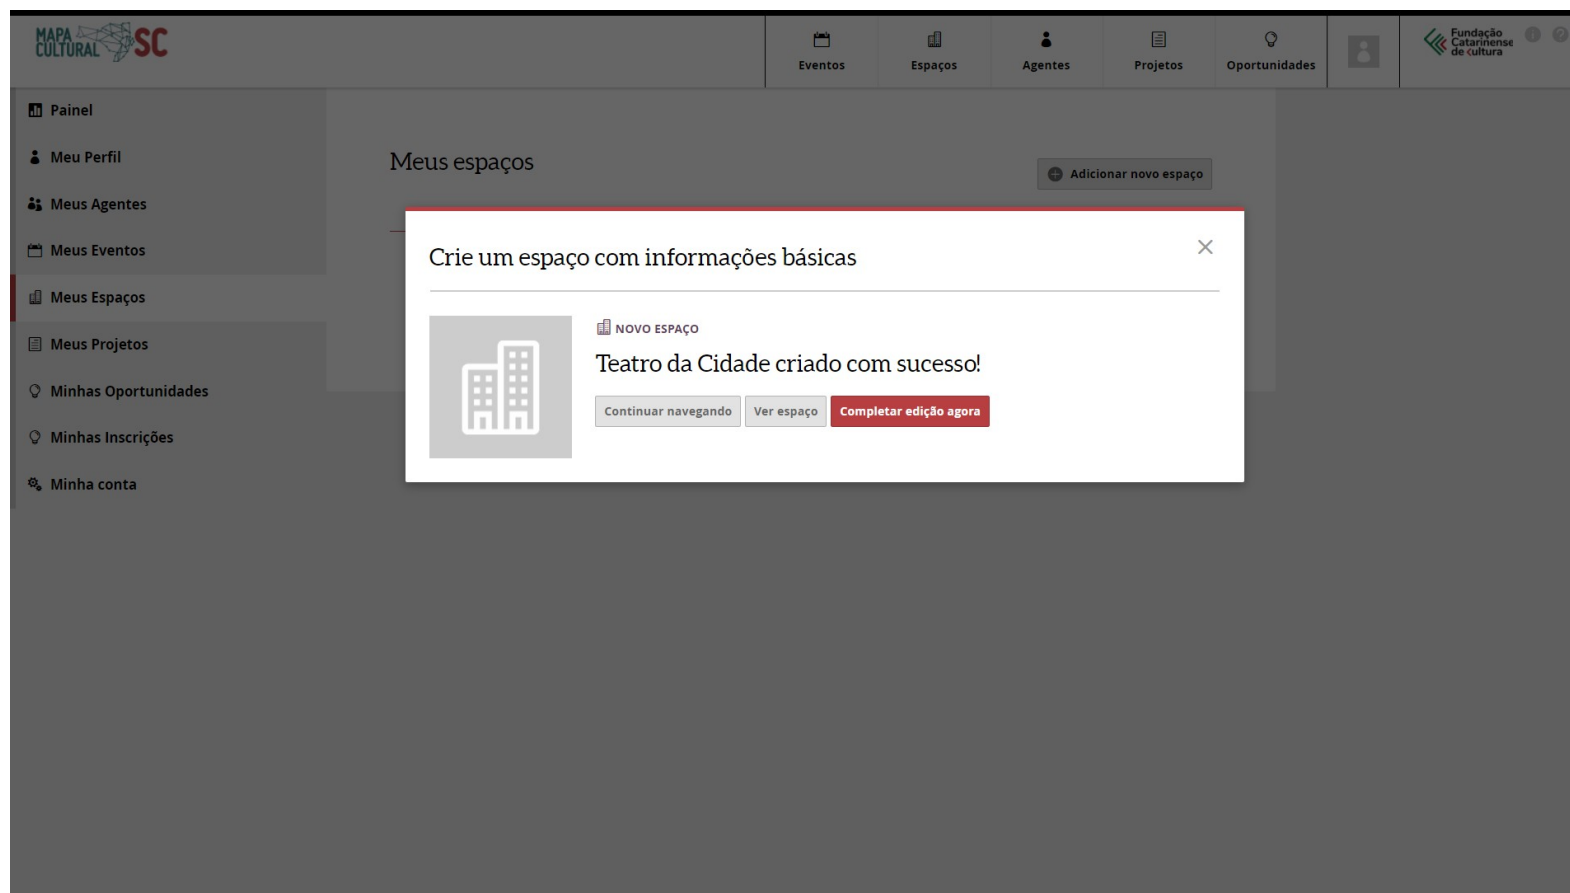 MAPA
CULTURAL SC
Eventos
Espaços
Agentes
Projetos
Oportunidades
Fundação
Catarinense
de cultura
Painel
Meu Perfil
Meus Agentes
Meus Eventos
Meus Espaços
Meus Projetos
Minhas Oportunidades
Minhas Inscrições
Minha conta
Meus espaços
Adicionar novo espaço
Crie um espaço com informações básicas
NOVO ESPAÇO
Teatro da Cidade criado com sucesso!
Continuar navegando
Ver espaço
Completar edição agora